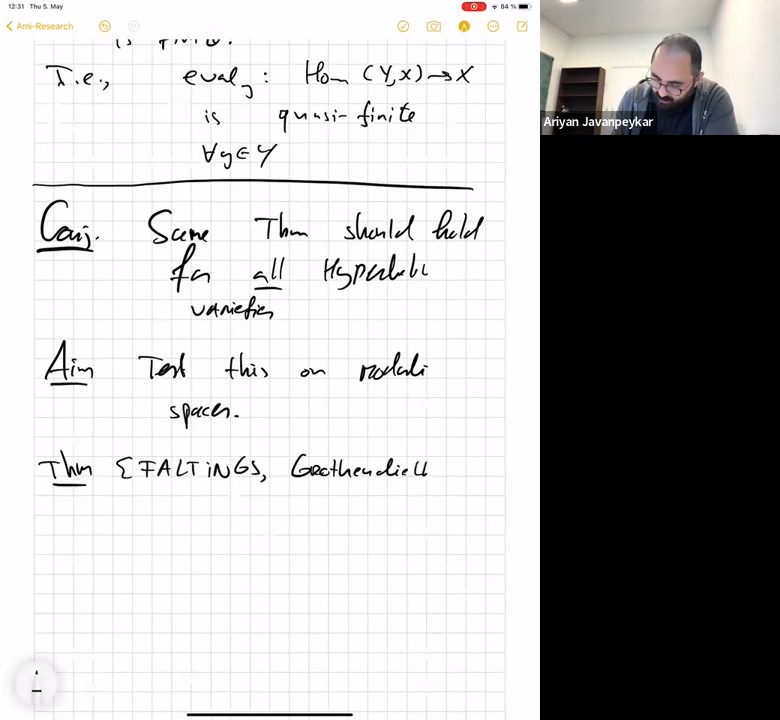 12:31 Thu 5. May
84 %
Ami-Research
Ariyan Javanpeykar
I.e., eval_y : Hom (Y,X) → X
is quasi-finite
∀y∈Y
Conj. Same Thm should hold
for all Hyperbolic
varieties
Aim Test this on moduli
spaces.
Thm [FALTiNGS, Grothendieck